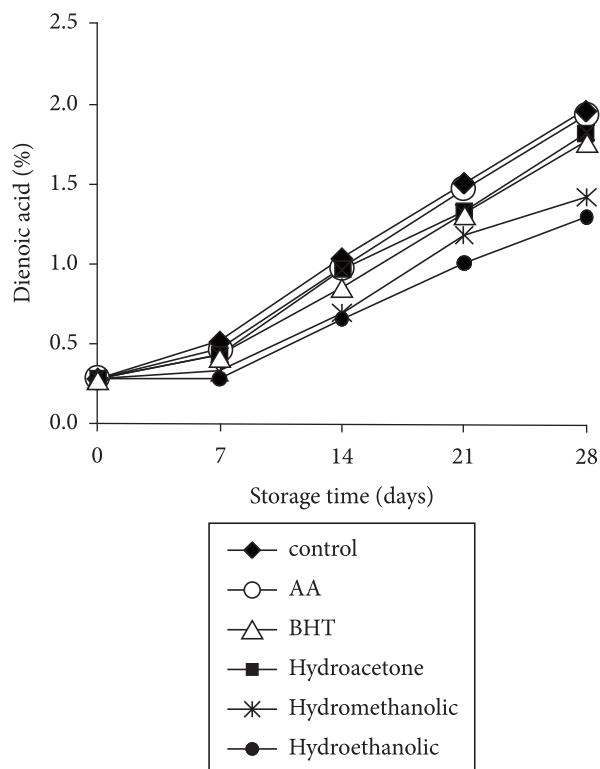 2.5
2.0
1.5
1.0
0.5
0.0
Dienoic acid (%)
0 7 14 21 28
Storage time (days)
control
AA
BHT
Hydroacetone
Hydromethanolic
Hydroethanolic